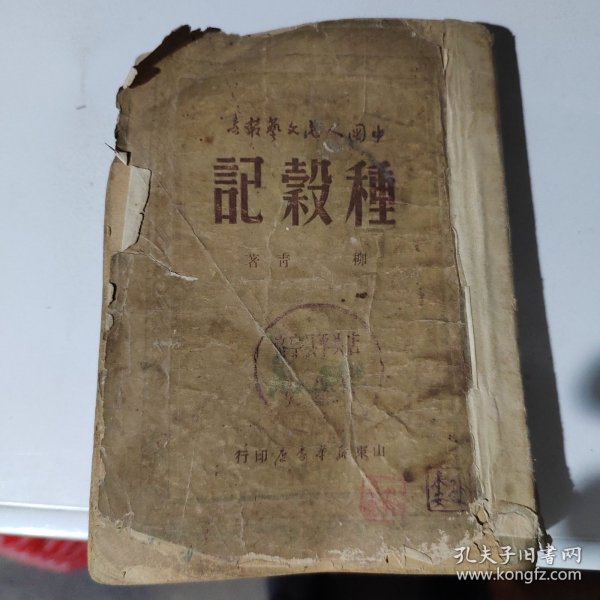 中国人民文藝叢書
種穀記
柳青著
山東新華書店印行
孔夫子旧书网
www.kongfz.com